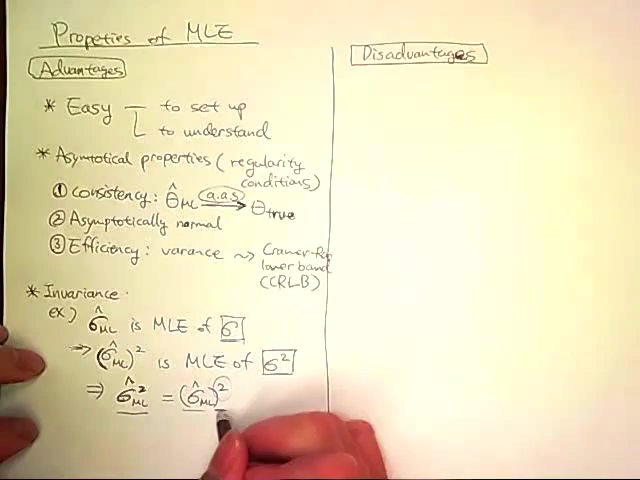 Propeties of MLE
Advantages
* Easy — to set up
to understand
* Asymtotical properties (regularity
conditions)
① Consistency: θ̂ML (a.a.s) → θtrue
② Asymptotically normal
③ Efficiency: varance ⇝ Cramer-Rao
lower band
(CRLB)
* Invariance:
ex) σ̂ML is MLE of σ
⇒ (σ̂ML)² is MLE of σ²
⇒ σ̂²ML = (σ̂ML)²
Disadvantages